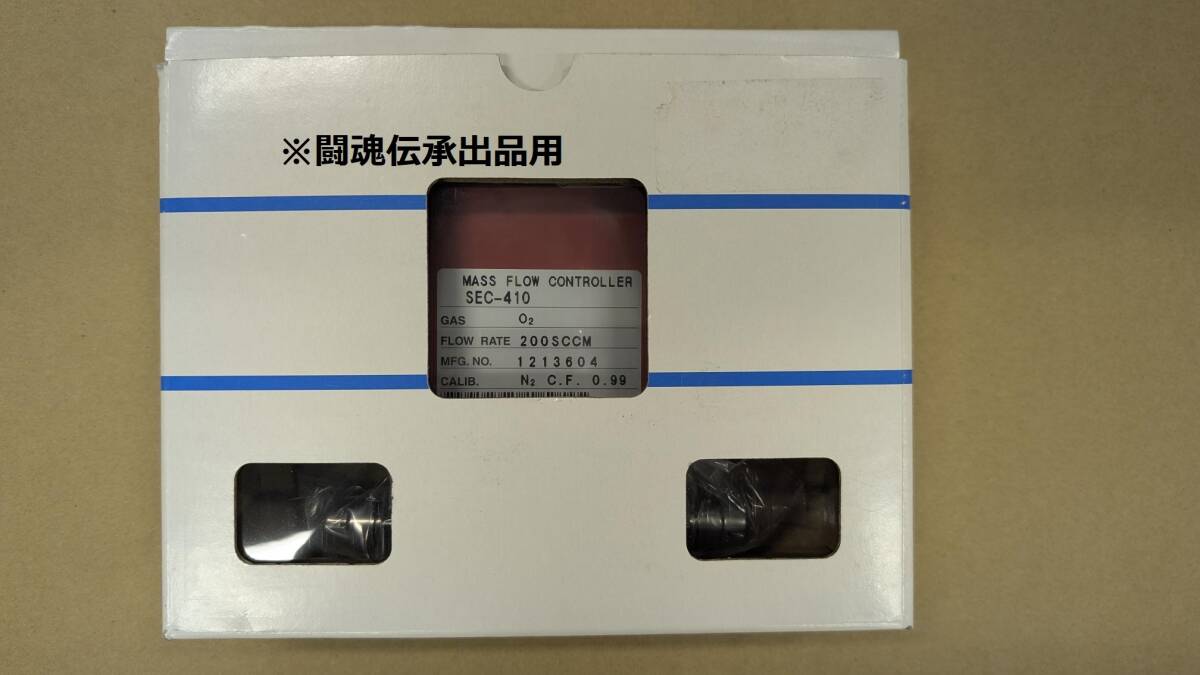 ※闘魂伝承出品用
MASS FLOW CONTROLLER
SEC-410
GAS O₂
FLOW RATE 200SCCM
MFG. NO. 1213604
CALIB. N₂ C.F. 0.99